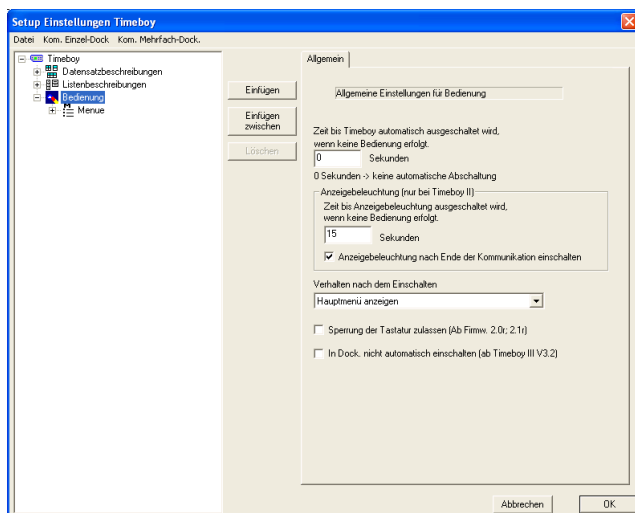 Setup Einstellungen Timeboy
Datei Kom. Einzel-Dock Kom. Mehrfach-Dock.
Timeboy
Datensatzbeschreibungen
Listenbeschreibungen
Bedienung
Menue
Einfügen
Einfügen
zwischen
Löschen
Allgemein
Allgemeine Einstellungen für Bedienung
Zeit bis Timeboy automatisch ausgeschaltet wird,
wenn keine Bedienung erfolgt.
0 Sekunden
0 Sekunden -> keine automatische Abschaltung
Anzeigebeleuchtung (nur bei Timeboy II)
Zeit bis Anzeigebeleuchtung ausgeschaltet wird,
wenn keine Bedienung erfolgt.
15 Sekunden
Anzeigebeleuchtung nach Ende der Kommunikation einschalten
Verhalten nach dem Einschalten
Hauptmenü anzeigen
Sperrung der Tastatur zulassen (Ab Firmw. 2.0r; 2.1r)
In Dock. nicht automatisch einschalten (ab Timeboy III V3.2)
Abbrechen OK